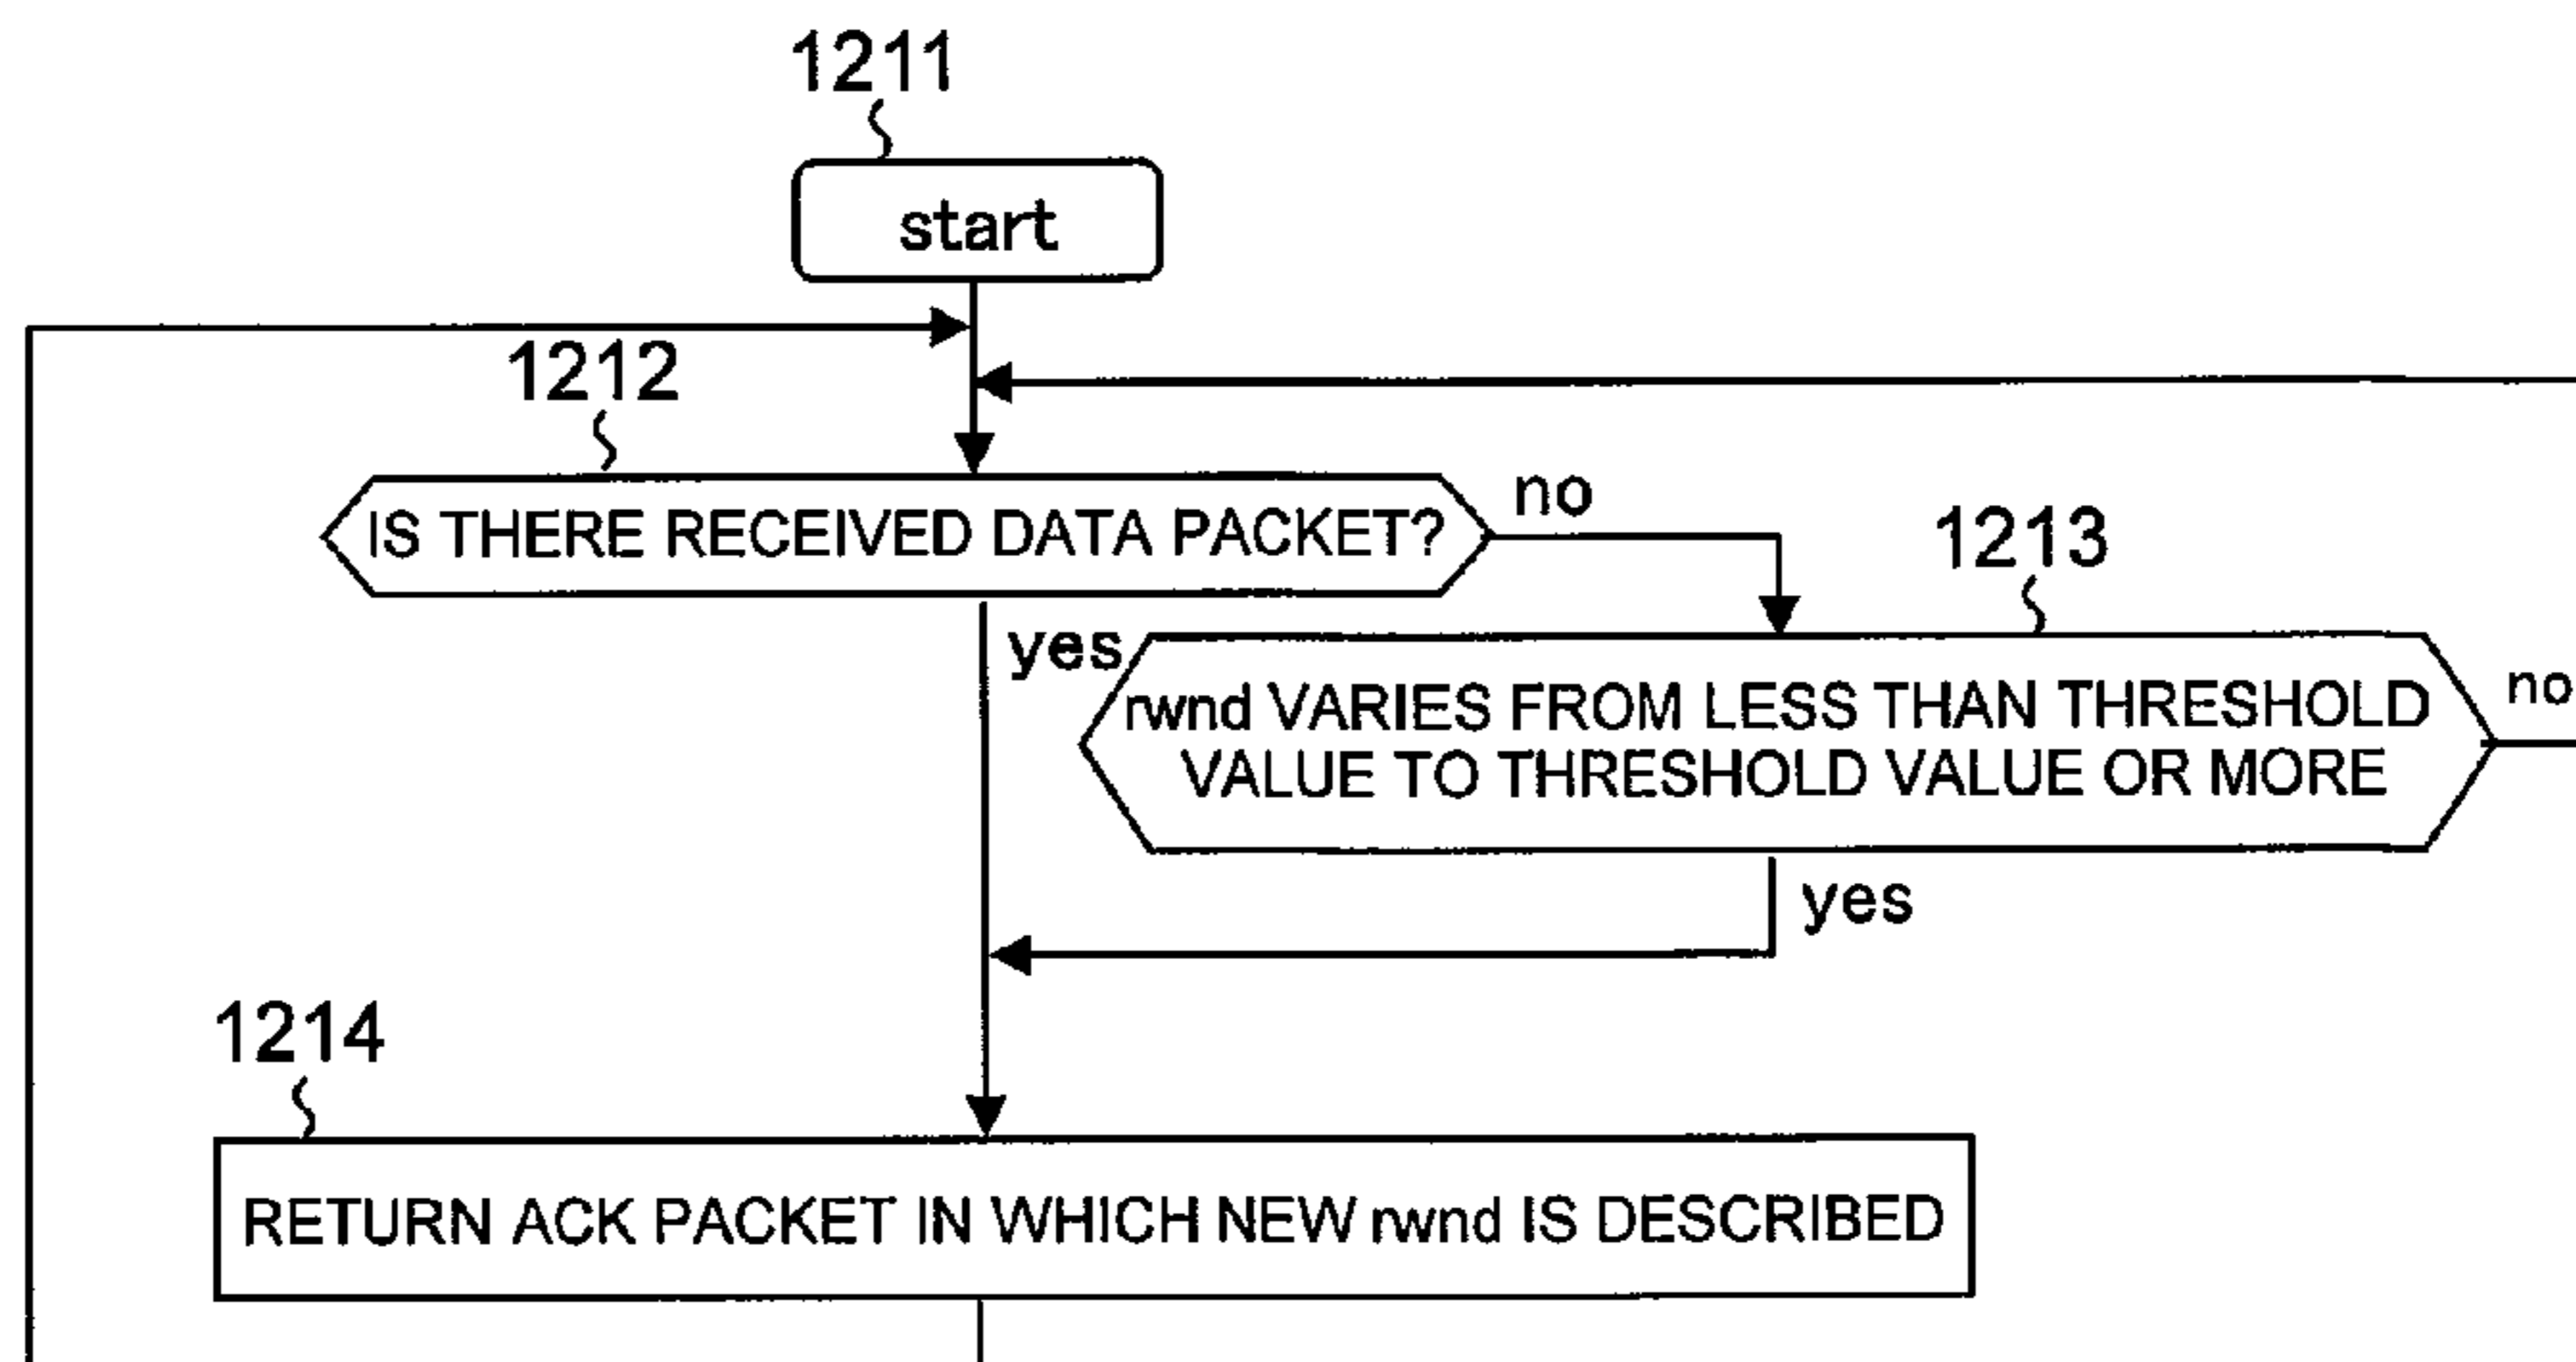 1211
start
1212
IS THERE RECEIVED DATA PACKET?
no
1213
yes
rwnd VARIES FROM LESS THAN THRESHOLD
VALUE TO THRESHOLD VALUE OR MORE
no
yes
1214
RETURN ACK PACKET IN WHICH NEW rwnd IS DESCRIBED